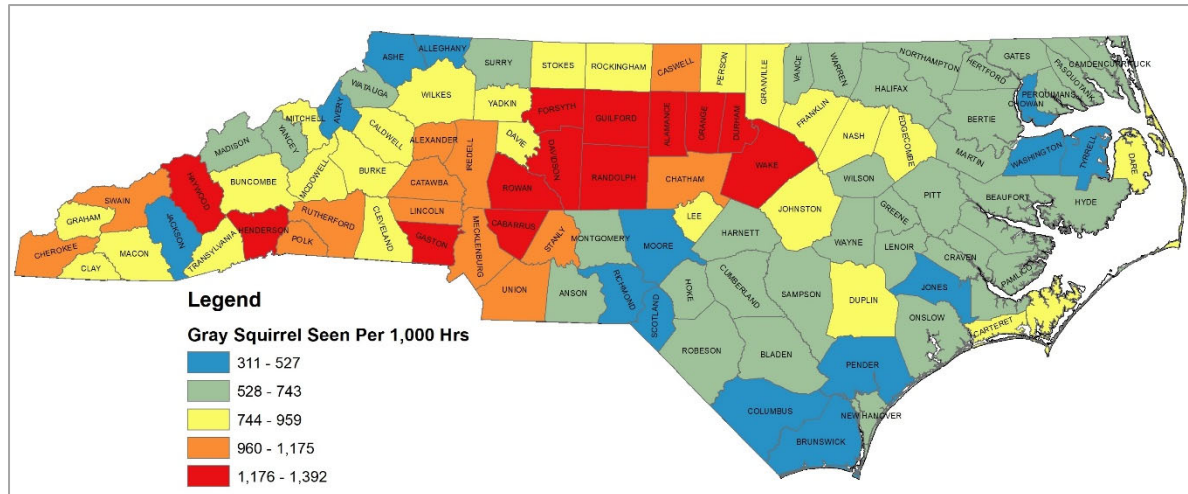 ASHE
ALLEGHANY
SURRY
STOKES
ROCKINGHAM
CASWELL
PERSON
GRANVILLE
VANCE
WARREN
NORTHAMPTON
HERTFORD
GATES
CAMDEN
CURRITUCK
PASQUOTANK
PERQUIMANS
CHOWAN
HALIFAX
BERTIE
WATAUGA
WILKES
YADKIN
FORSYTH
GUILFORD
ALAMANCE
ORANGE
DURHAM
FRANKLIN
NASH
EDGECOMBE
MARTIN
WASHINGTON
TYRRELL
DARE
MITCHELL
AVERY
CALDWELL
ALEXANDER
IREDELL
DAVIE
DAVIDSON
RANDOLPH
CHATHAM
WAKE
WILSON
PITT
BEAUFORT
HYDE
MADISON
YANCEY
MCDOWELL
BURKE
CATAWBA
ROWAN
BUNCOMBE
HAYWOOD
SWAIN
GRAHAM
CHEROKEE
CLAY
MACON
JACKSON
TRANSYLVANIA
HENDERSON
POLK
RUTHERFORD
CLEVELAND
LINCOLN
GASTON
MECKLENBURG
CABARRUS
STANLY
MONTGOMERY
MOORE
LEE
HARNETT
JOHNSTON
WAYNE
GREENE
LENOIR
CRAVEN
PAMLICO
UNION
ANSON
RICHMOND
SCOTLAND
HOKE
CUMBERLAND
SAMPSON
DUPLIN
JONES
ONSLOW
CARTERET
ROBESON
BLADEN
PENDER
COLUMBUS
NEW HANOVER
BRUNSWICK
Legend
Gray Squirrel Seen Per 1,000 Hrs
311 - 527
528 - 743
744 - 959
960 - 1,175
1,176 - 1,392